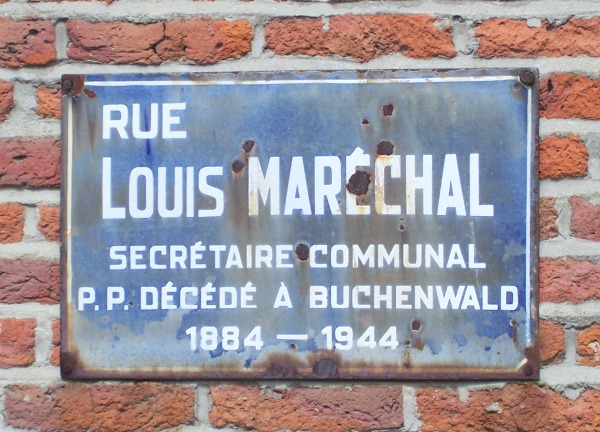 RUE
LOUIS MARÉCHAL
SECRÉTAIRE COMMUNAL
P.P. DÉCÉDÉ À BUCHENWALD
1884 — 1944